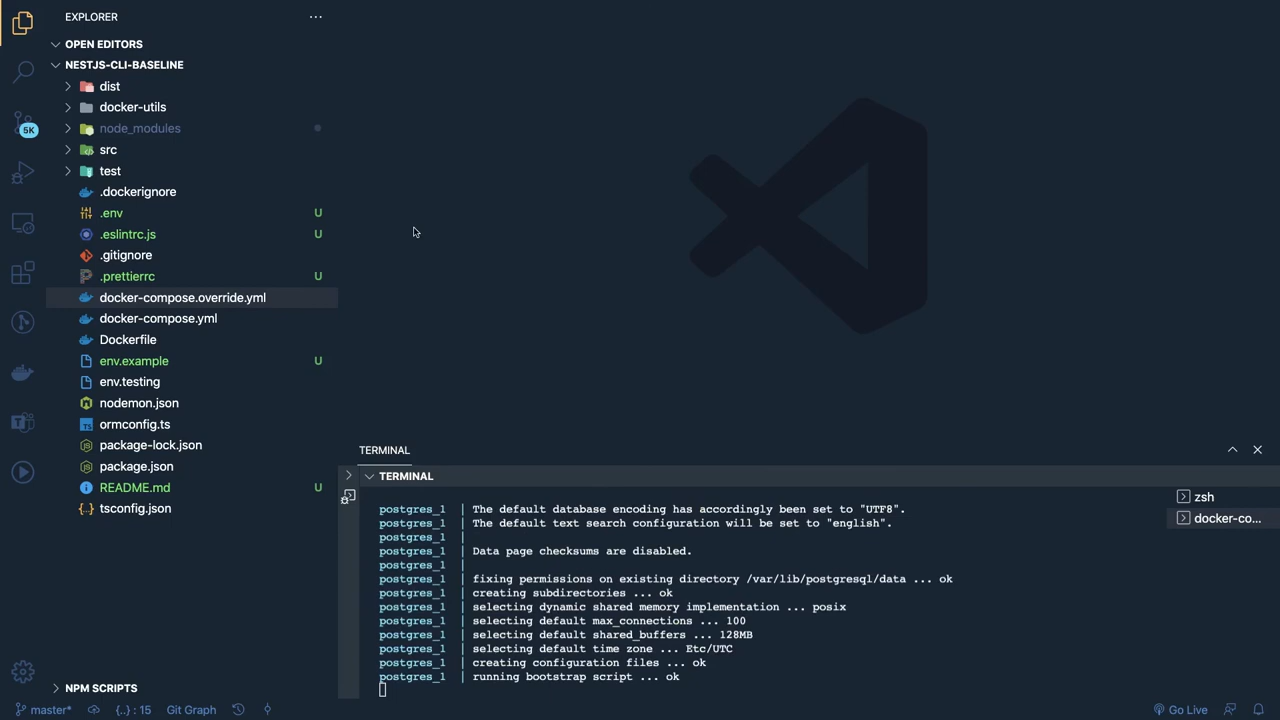 EXPLORER
OPEN EDITORS
NESTJS-CLI-BASELINE
dist
docker-utils
node_modules
src
test
.dockerignore
.env U
.eslintrc.js U
.gitignore
.prettierrc U
docker-compose.override.yml
docker-compose.yml
Dockerfile
env.example U
env.testing
nodemon.json
ormconfig.ts
package-lock.json
package.json
README.md U
tsconfig.json
NPM SCRIPTS
5K
TERMINAL
TERMINAL
postgres_1 | The default database encoding has accordingly been set to "UTF8".
postgres_1 | The default text search configuration will be set to "english".
postgres_1 |
postgres_1 | Data page checksums are disabled.
postgres_1 |
postgres_1 | fixing permissions on existing directory /var/lib/postgresql/data ... ok
postgres_1 | creating subdirectories ... ok
postgres_1 | selecting dynamic shared memory implementation ... posix
postgres_1 | selecting default max_connections ... 100
postgres_1 | selecting default shared_buffers ... 128MB
postgres_1 | selecting default time zone ... Etc/UTC
postgres_1 | creating configuration files ... ok
postgres_1 | running bootstrap script ... ok
zsh
docker-co...
master* {..} : 15 Git Graph Go Live